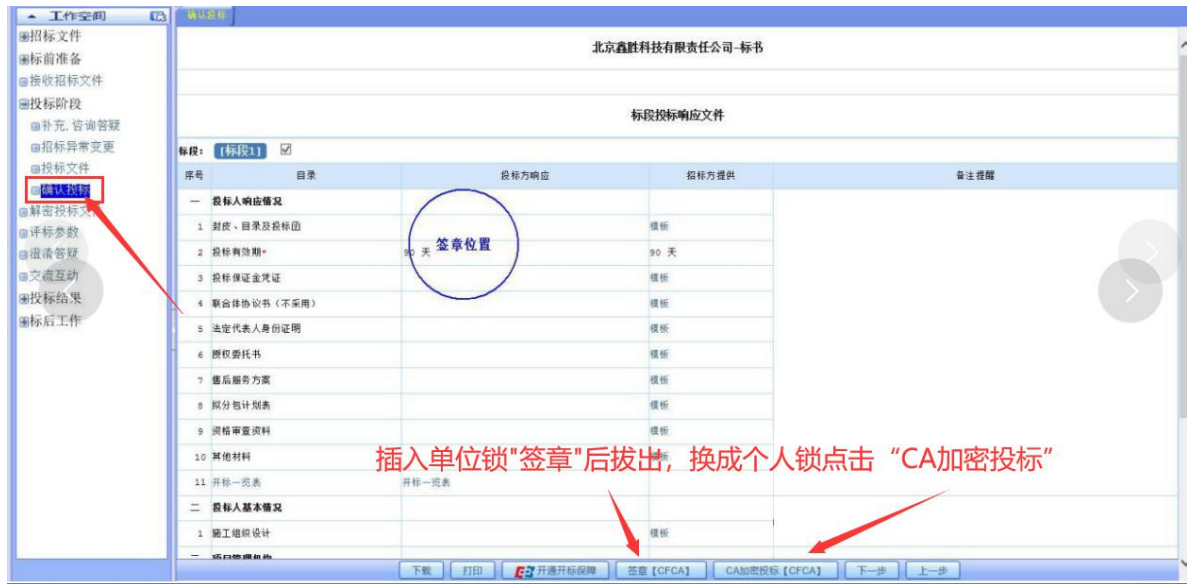 工作空间
招标文件
标前准备
接收招标文件
投标阶段
补充,咨询答疑
招标异常变更
投标文件
确认投标
解密投标文
评标参数
澄清答疑
交流互动
投标结果
标后工作
确认投标
北京鑫胜科技有限责任公司-标书
标段投标响应文件
标段: [标段1]
序号 目录 投标方响应 招标方提供 备注提醒
一 投标人响应情况
1 封皮、目录及投标函 模板
2 投标有效期* 90 天 90 天
签章位置
3 投标保证金凭证 模板
4 联合体协议书(不采用) 模板
5 法定代表人身份证明 模板
6 授权委托书 模板
7 售后服务方案 模板
8 拟分包计划表 模板
9 资格审查资料 模板
10 其他材料 模板
插入单位锁"签章"后拔出，换成个人锁点击“CA加密投标”
11 开标一览表 开标一览表
二 投标人基本情况
1 施工组织设计 模板
项目管理机构
下载 打印 开通开标保障 签章【CFCA】 CA加密投标【CFCA】 下一步 上一步